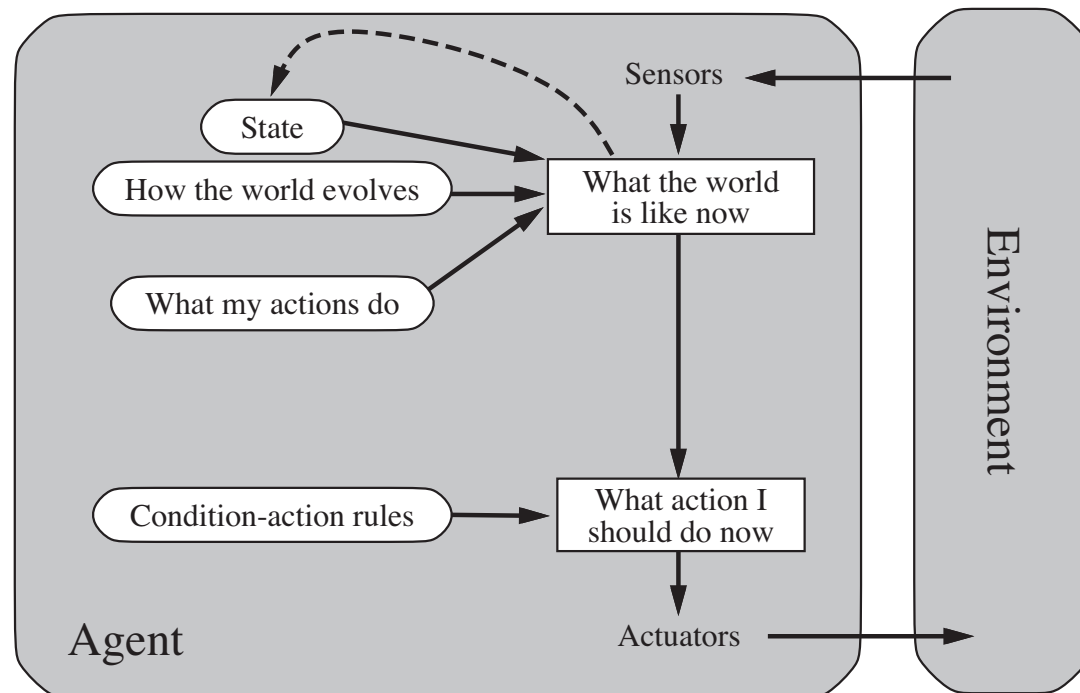 Sensors
State
How the world evolves
What the world
is like now
What my actions do
Environment
Condition-action rules
What action I
should do now
Agent
Actuators